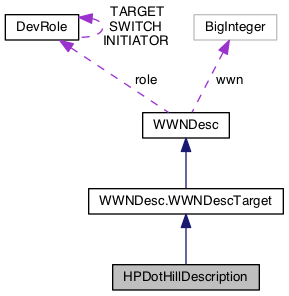 TARGET
SWITCH
INITIATOR
DevRole
BigInteger
role
wwn
WWNDesc
WWNDesc.WWNDescTarget
HPDotHillDescription